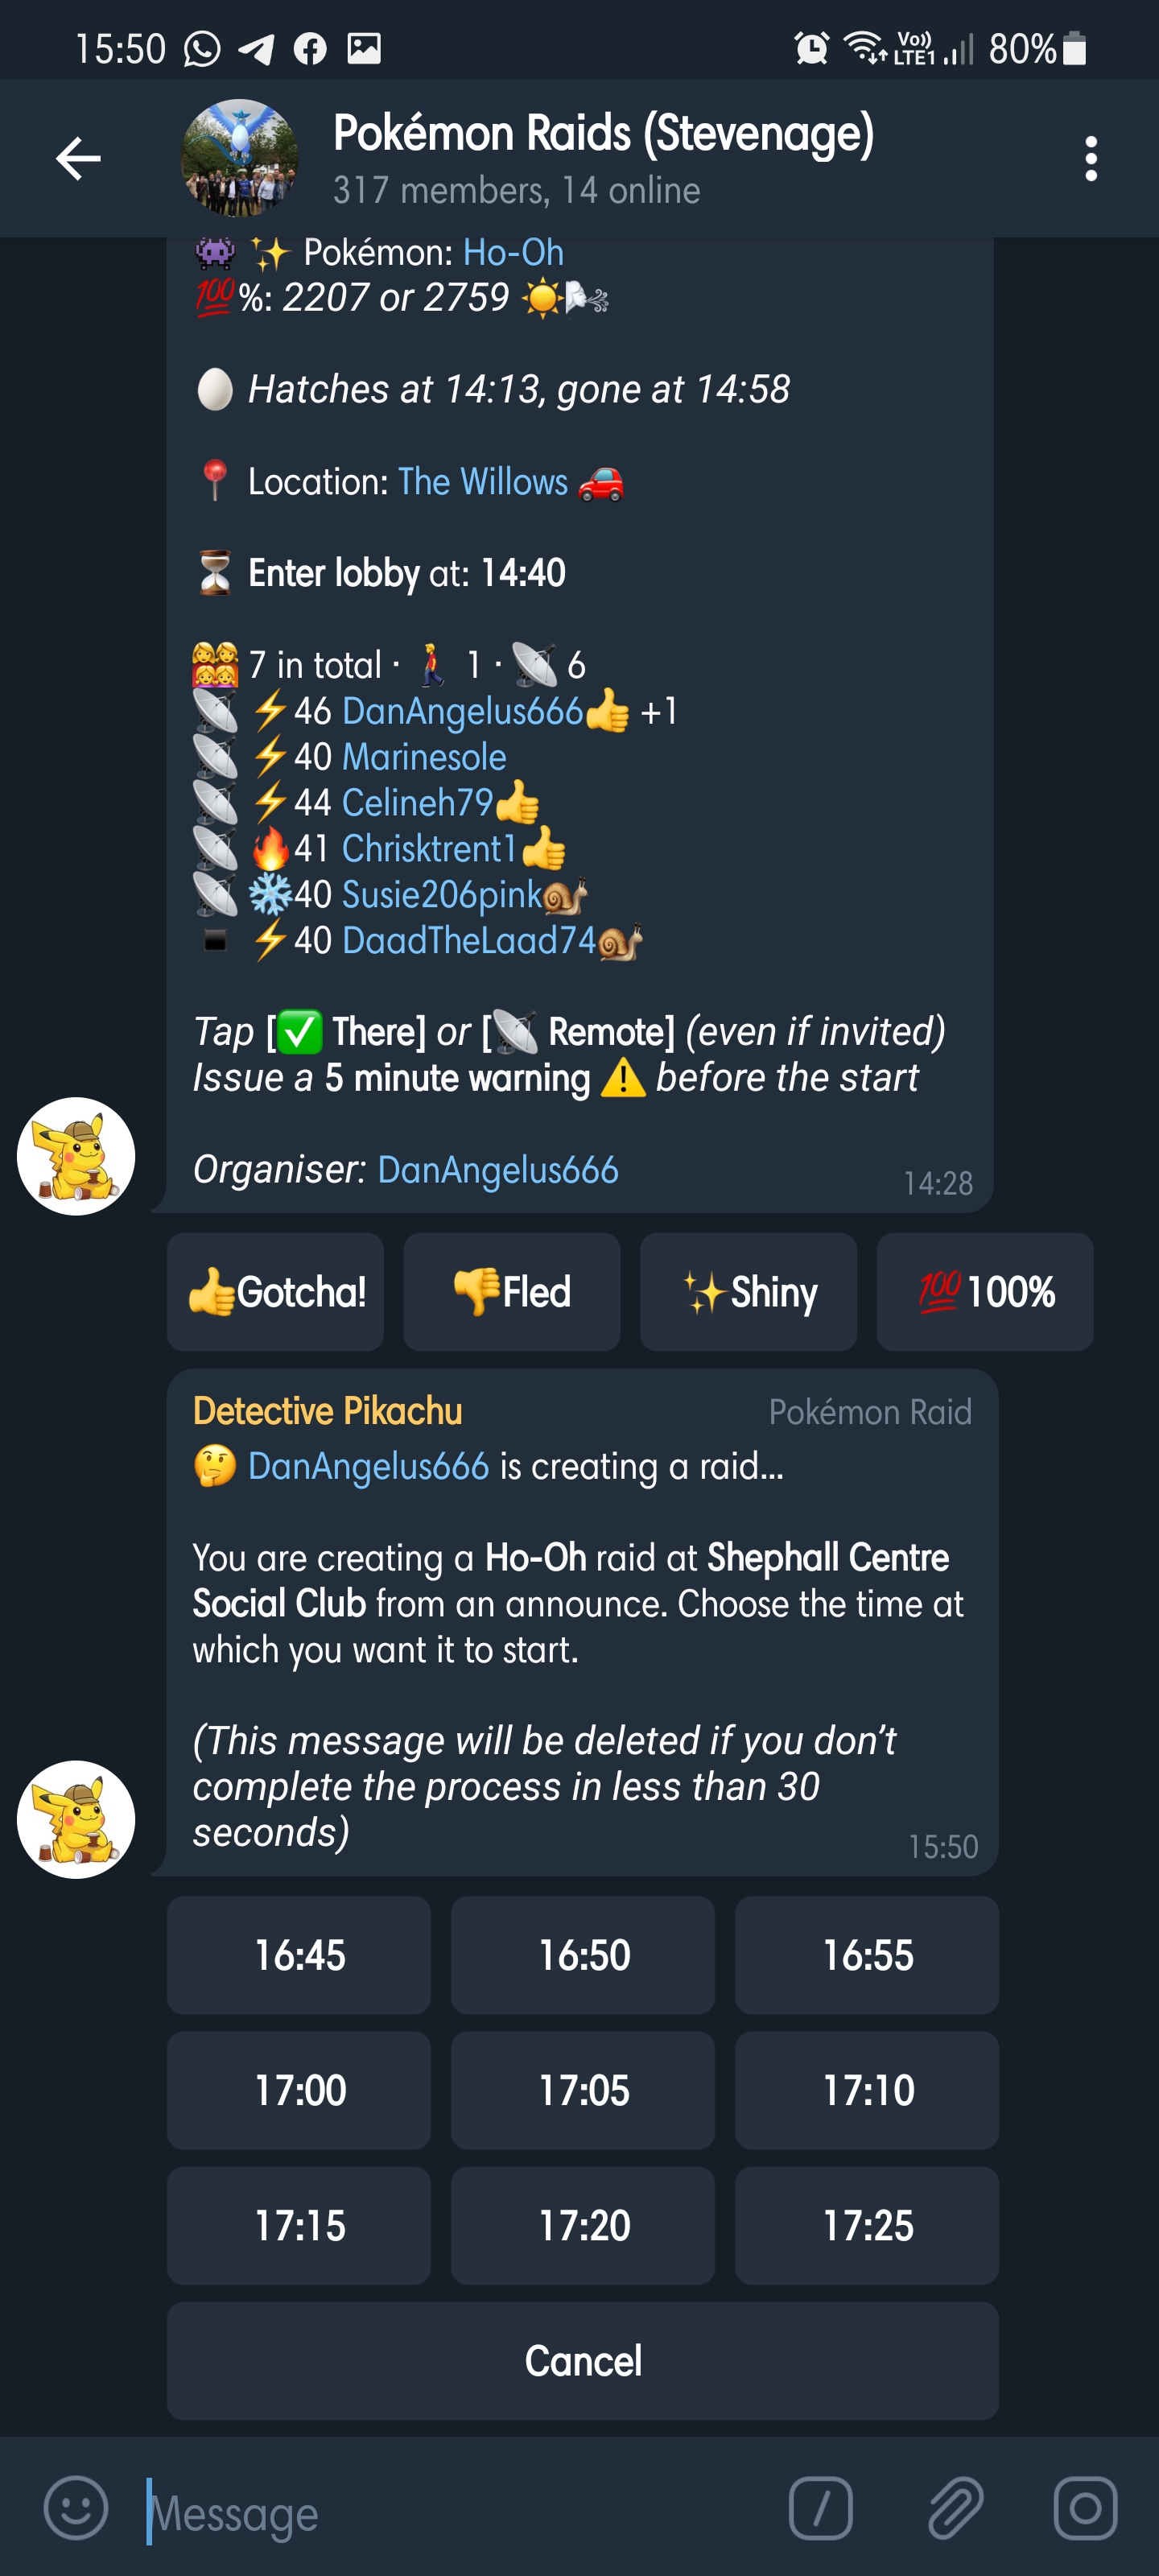 15:50 Vo)) LTE1 80%
Pokémon Raids (Stevenage)
317 members, 14 online
👾 ✨ Pokémon: Ho-Oh
💯%: 2207 or 2759 ☀️🌬
🥚 Hatches at 14:13, gone at 14:58
📍 Location: The Willows 🚗
⏳ Enter lobby at: 14:40
👩‍👩‍👧‍👧 7 in total · 🚶 1 · 📡 6
📡 ⚡46 DanAngelus666👍 +1
📡 ⚡40 Marinesole
📡 ⚡44 Celineh79👍
📡 🔥41 Chrisktrent1👍
📡 ❄️40 Susie206pink🐌
▪️ ⚡40 DaadTheLaad74🐌
Tap [✅ There] or [📡 Remote] (even if invited)
Issue a 5 minute warning ⚠️ before the start
Organiser: DanAngelus666
14:28
👍Gotcha! 👎Fled ✨Shiny 💯100%
Detective Pikachu Pokémon Raid
🤔 DanAngelus666 is creating a raid...
You are creating a Ho-Oh raid at Shephall Centre
Social Club from an announce. Choose the time at
which you want it to start.
(This message will be deleted if you don’t
complete the process in less than 30
seconds)
15:50
16:45 16:50 16:55
17:00 17:05 17:10
17:15 17:20 17:25
Cancel
Message